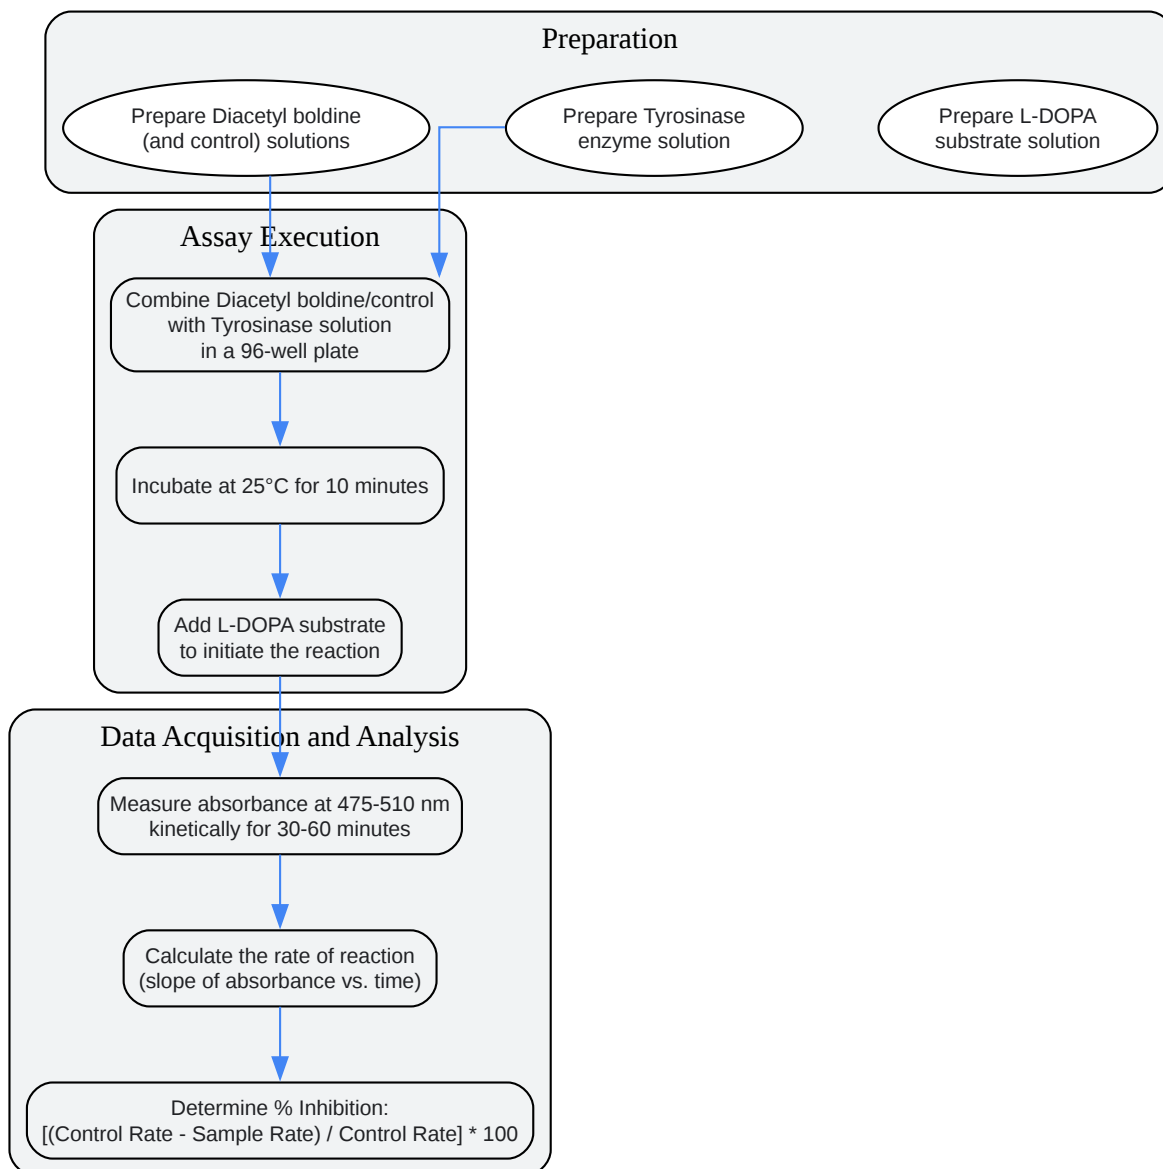 Preparation
Prepare Diacetyl boldine
(and control) solutions
Prepare Tyrosinase
enzyme solution
Prepare L-DOPA
substrate solution
Assay Execution
Combine Diacetyl boldine/control
with Tyrosinase solution
in a 96-well plate
Incubate at 25°C for 10 minutes
Add L-DOPA substrate
to initiate the reaction
Data Acquisition and Analysis
Measure absorbance at 475-510 nm
kinetically for 30-60 minutes
Calculate the rate of reaction
(slope of absorbance vs. time)
Determine % Inhibition:
[(Control Rate - Sample Rate) / Control Rate] * 100